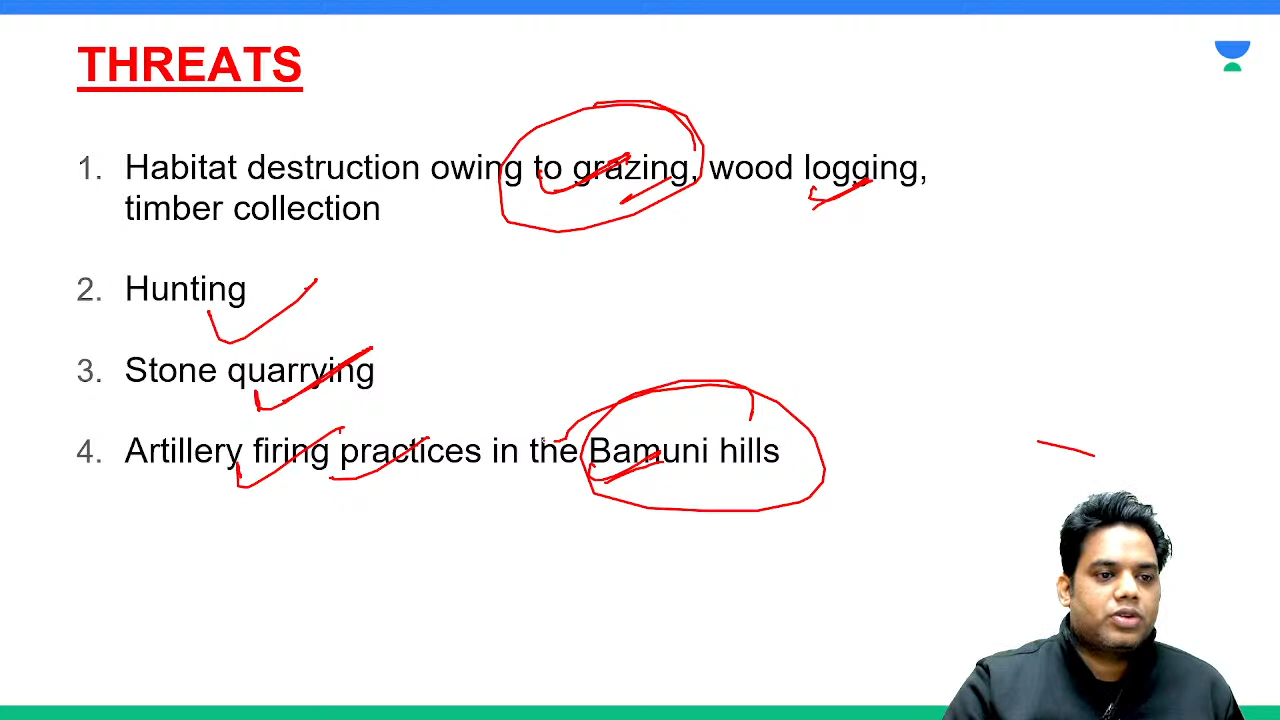 THREATS
1. Habitat destruction owing to grazing, wood logging,
timber collection
2. Hunting
3. Stone quarrying
4. Artillery firing practices in the Bamuni hills